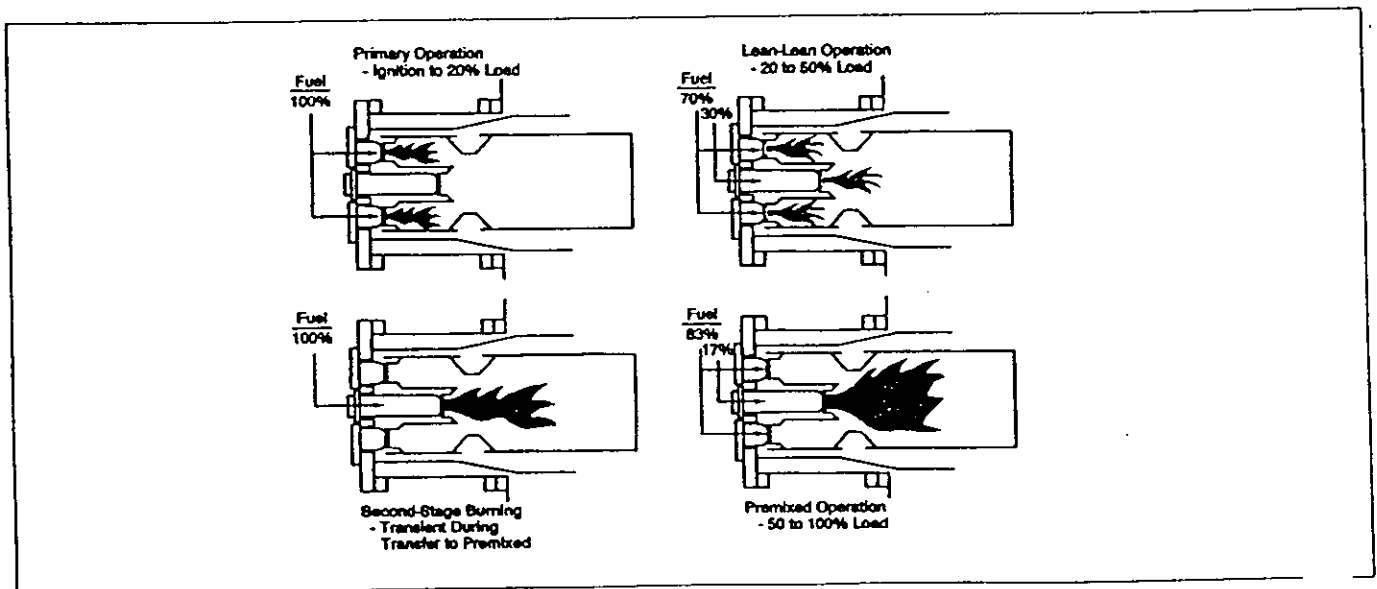 Primary Operation
- Ignition to 20% Load
Fuel
100%
Lean-Lean Operation
- 20 to 50% Load
Fuel
70%
30%
Fuel
100%
Second-Stage Burning
- Transient During
Transfer to Premixed
Fuel
83%
17%
Premixed Operation
- 50 to 100% Load